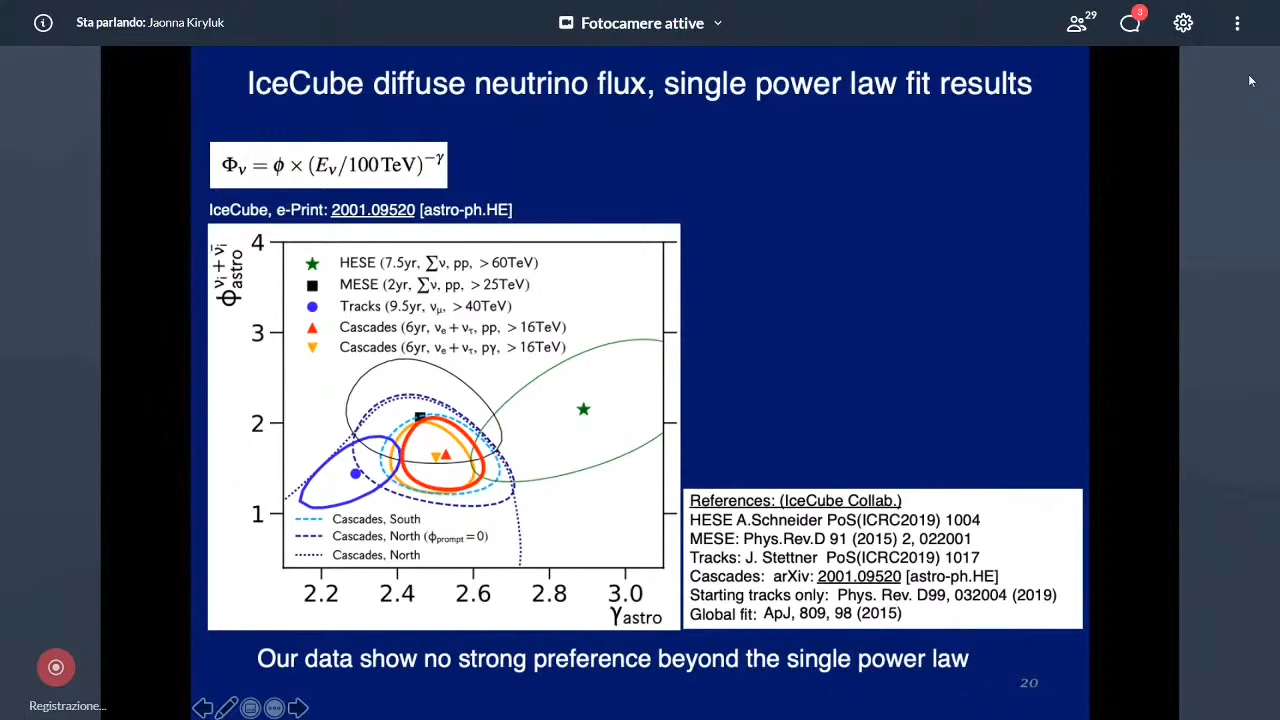 Sta parlando: Jaonna Kiryluk
Fotocamere attive
29
3
IceCube diffuse neutrino flux, single power law fit results
Φν = ϕ × (Eν/100TeV)^−γ
IceCube, e-Print: 2001.09520 [astro-ph.HE]
ϕ astro νi + ν̄i
4
3
2
1
HESE (7.5yr, ∑ν, pp, >60TeV)
MESE (2yr, ∑ν, pp, >25TeV)
Tracks (9.5yr, νμ, >40TeV)
Cascades (6yr, νe+ντ, pp, >16TeV)
Cascades (6yr, νe+ντ, pγ, >16TeV)
Cascades, South
Cascades, North (ϕprompt=0)
Cascades, North
2.2 2.4 2.6 2.8 3.0
γastro
References: (IceCube Collab.)
HESE A.Schneider PoS(ICRC2019) 1004
MESE: Phys.Rev.D 91 (2015) 2, 022001
Tracks: J. Stettner PoS(ICRC2019) 1017
Cascades: arXiv: 2001.09520 [astro-ph.HE]
Starting tracks only: Phys. Rev. D99, 032004 (2019)
Global fit: ApJ, 809, 98 (2015)
Our data show no strong preference beyond the single power law
20
Registrazione...